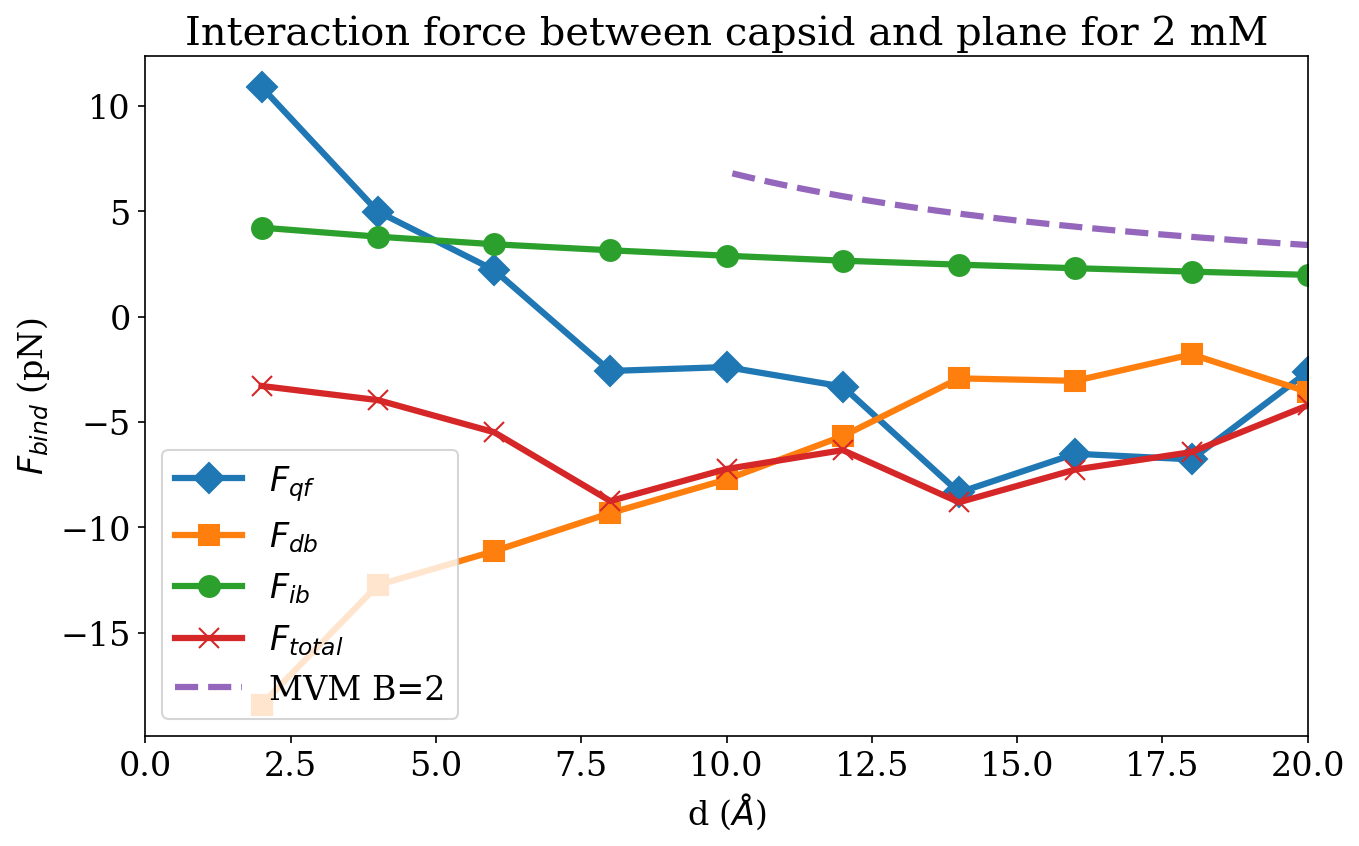 Interaction force between capsid and plane for 2 mM
10
5
0
−5
−10
−15
F_{bind} (pN)
F_{qf}
F_{db}
F_{ib}
F_{total}
MVM B=2
0.0 2.5 5.0 7.5 10.0 12.5 15.0 17.5 20.0
d (Å)